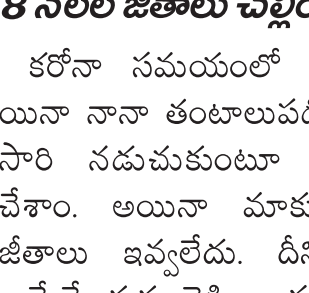 8 నెలల జీతాలు
కరోనా సమయంలో
యినా నానా తంటాలుపడి
సారి నడుచుకుంటూ
చేశాం. అయినా మాకు
జీతాలు ఇవ్వలేదు.